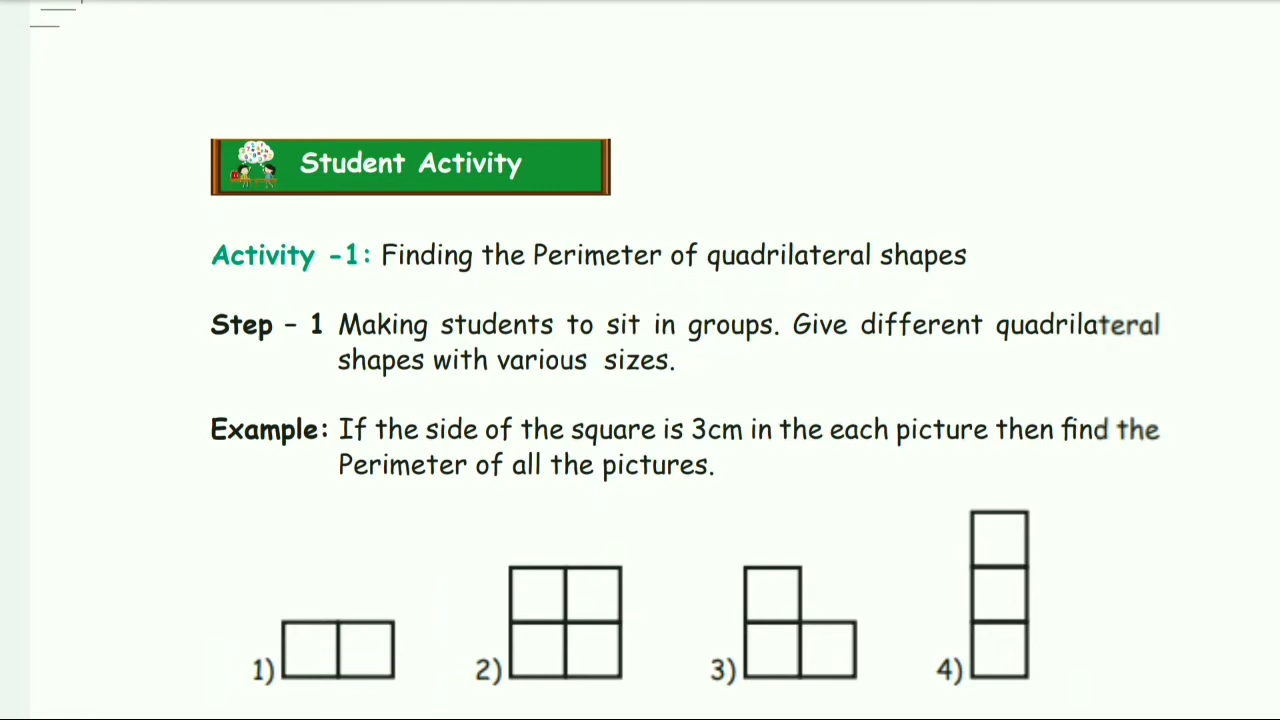 Student Activity
Activity -1: Finding the Perimeter of quadrilateral shapes
Step - 1 Making students to sit in groups. Give different quadrilateral
shapes with various sizes.
Example: If the side of the square is 3cm in the each picture then find the
Perimeter of all the pictures.
1) 2) 3) 4)